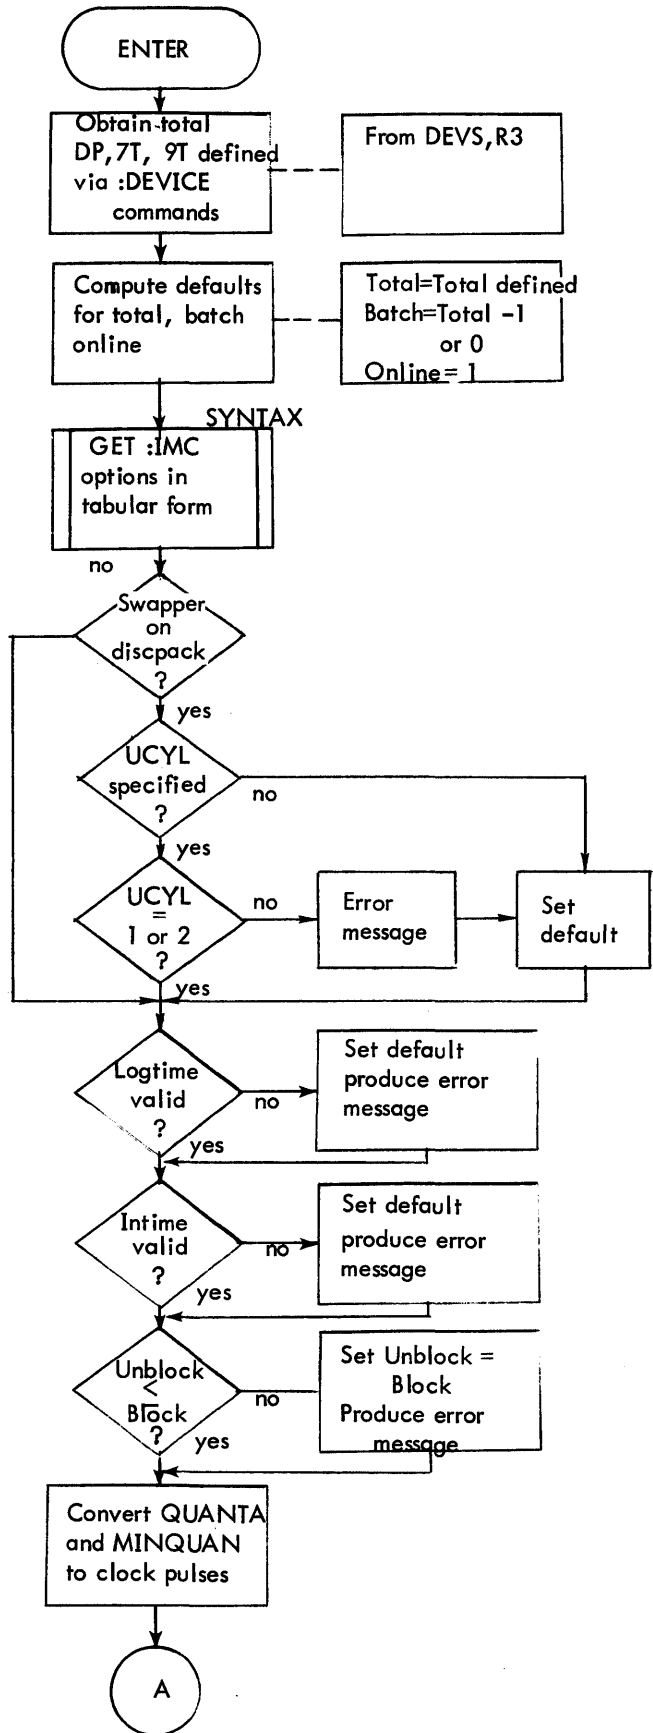 ENTER
Obtain total
DP, 7T, 9T defined
via :DEVICE
commands
From DEVS, R3
Compute defaults
for total, batch
online
Total=Total defined
Batch=Total -1
or 0
Online= 1
SYNTAX
GET :IMC
options in
tabular form
no
Swapper
on
discpack
?
yes
UCYL
specified
?
no
yes
UCYL
=
1 or 2
?
no
Error
message
Set
default
yes
Logtime
valid
?
no
Set default
produce error
message
yes
Intime
valid
?
no
Set default
produce error
message
yes
Unblock
<
Block
?
no
Set Unblock =
Block
Produce error
message
yes
Convert QUANTA
and MINQUAN
to clock pulses
A